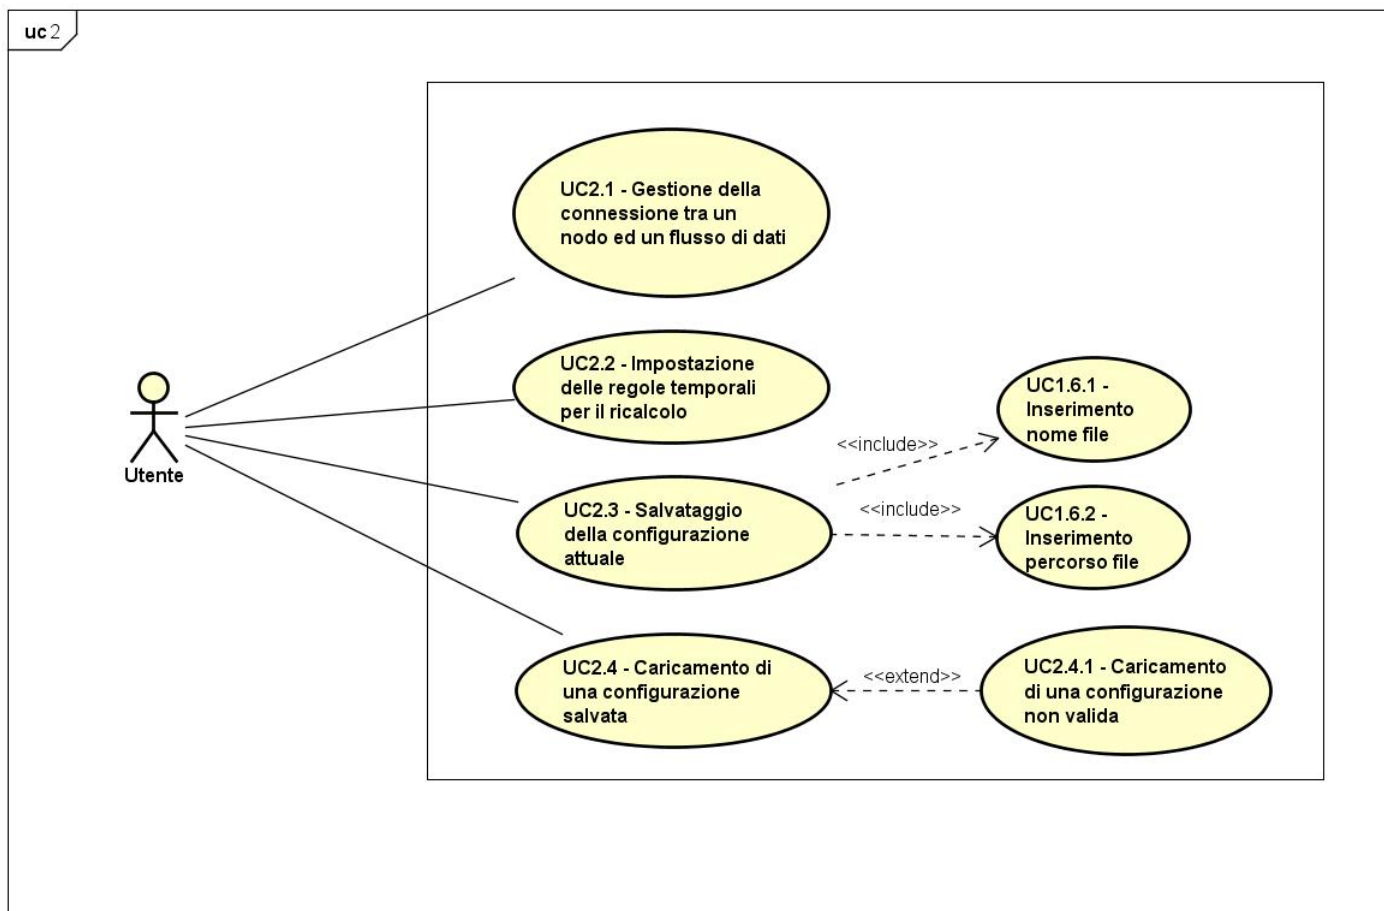 uc 2
UC2.1 - Gestione della
connessione tra un
nodo ed un flusso di dati
UC2.2 - Impostazione
delle regole temporali
per il ricalcolo
UC1.6.1 -
Inserimento
nome file
<<include>>
Utente
UC2.3 - Salvataggio
della configurazione
attuale
<<include>>
UC1.6.2 -
Inserimento
percorso file
UC2.4 - Caricamento di
una configurazione
salvata
<<extend>>
UC2.4.1 - Caricamento
di una configurazione
non valida